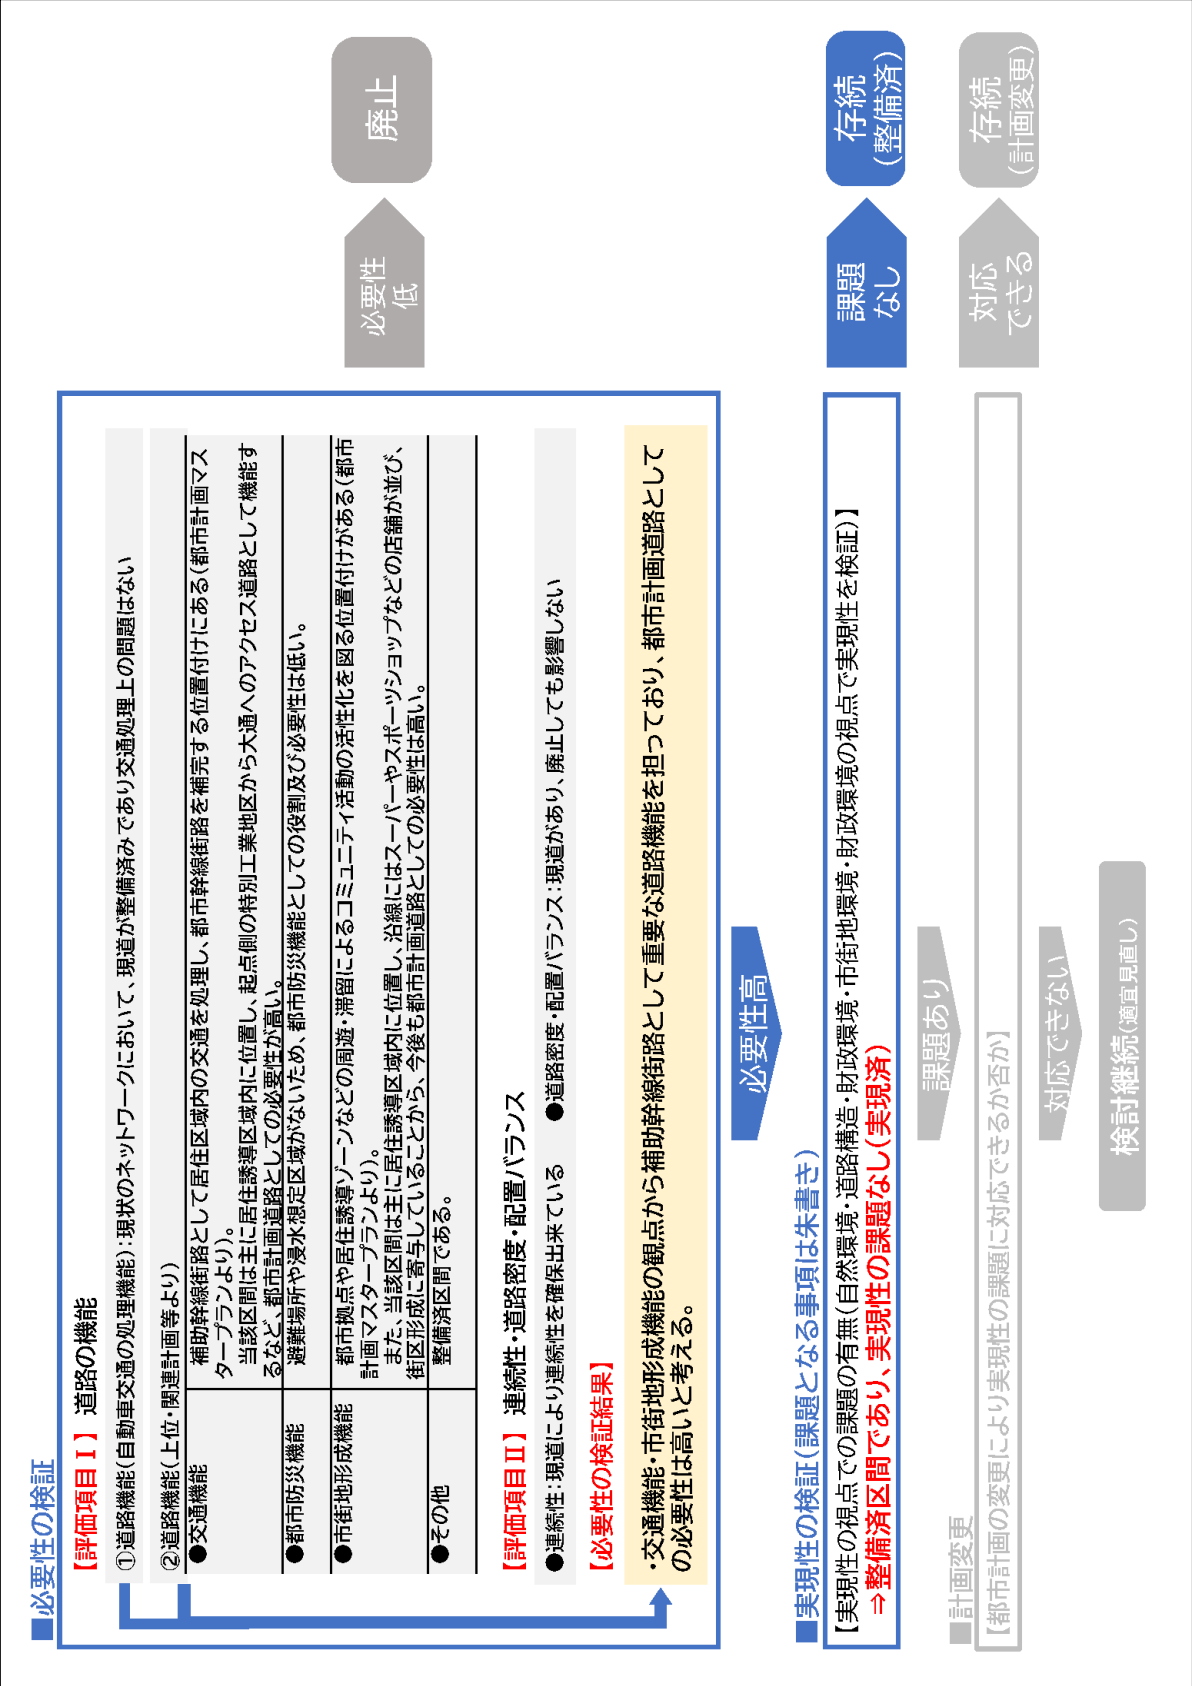 ■必要性の検証
【評価項目Ⅰ】 道路の機能
①道路機能(自動車交通の処理機能):現状のネットワークにおいて、現道が整備済みであり交通処理上の問題はない
②道路機能(上位・関連計画等より)
●交通機能
補助幹線街路として居住区域内の交通を処理し、都市幹線街路を補完する位置付けにある(都市計画マス
タープランより)。
当該区間は主に居住誘導区域内に位置し、起点側の特別工業地区から大通へのアクセス道路として機能す
るなど、都市計画道路としての必要性が高い。
●都市防災機能
避難場所や浸水想定区域がないため、都市防災機能としての役割及び必要性は低い。
●市街地形成機能
都市拠点や居住誘導ゾーンなどの周遊・滞留によるコミュニティ活動の活性化を図る位置付けがある(都市
計画マスタープランより)。
また、当該区間は主に居住誘導区域内に位置し、沿線にはスーパーやスポーツショップなどの店舗が並び、
街区形成に寄与していることから、今後も都市計画道路としての必要性は高い。
●その他
整備済区間である。
【評価項目Ⅱ】 連続性・道路密度・配置バランス
●連続性:現道により連続性を確保出来ている ●道路密度・配置バランス:現道があり、廃止しても影響しない
【必要性の検証結果】
・交通機能・市街地形成機能の観点から補助幹線街路として重要な道路機能を担っており、都市計画道路として
の必要性は高いと考える。
必要性
低
廃止
必要性高
■実現性の検証(課題となる事項は朱書き)
【実現性の視点での課題の有無(自然環境・道路構造・財政環境・市街地環境・財政環境の視点で実現性を検証)】
⇒整備済区間であり、実現性の課題なし(実現済)
課題
なし
存続
(整備済)
課題あり
■計画変更
【都市計画の変更により実現性の課題に対応できるか否か】
対応
できる
存続
(計画変更)
対応できない
検討継続(適宜見直し)